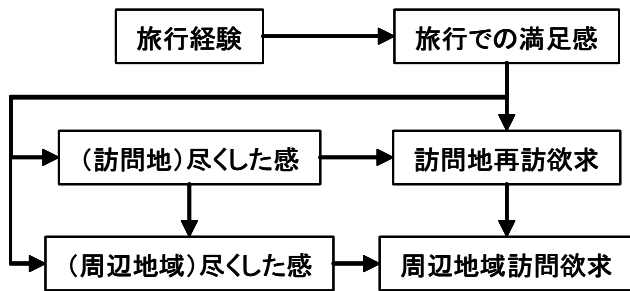 旅行経験
旅行での満足感
（訪問地）尽くした感
訪問地再訪欲求
（周辺地域）尽くした感
周辺地域訪問欲求